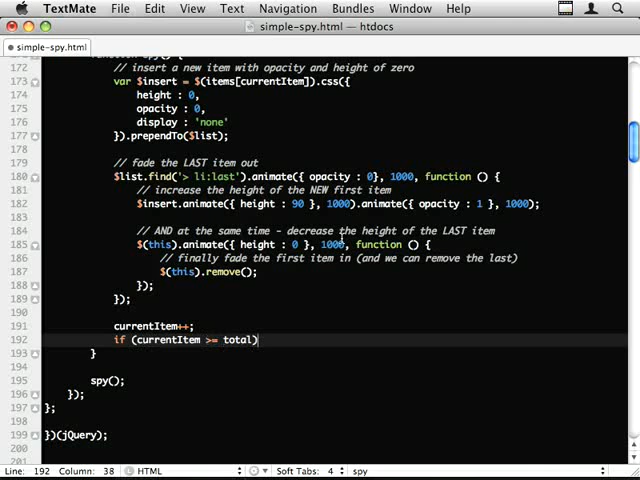 TextMate File Edit View Text Navigation Bundles Window Help
simple-spy.html — htdocs
simple-spy.html
172 // insert a new item with opacity and height of zero
173 var $insert = $(items[currentItem]).css({
174 height : 0,
175 opacity : 0,
176 display : 'none'
177 }).prependTo($list);
178
179 // fade the LAST item out
180 $list.find('> li:last').animate({ opacity : 0}, 1000, function () {
181 // increase the height of the NEW first item
182 $insert.animate({ height : 90 }, 1000).animate({ opacity : 1 }, 1000);
183
184 // AND at the same time - decrease the height of the LAST item
185 $(this).animate({ height : 0 }, 1000, function () {
186 // finally fade the first item in (and we can remove the last)
187 $(this).remove();
188 });
189 });
190
191 currentItem++;
192 if (currentItem >= total)
193 }
194
195 spy();
196 });
197 };
198
199 })(jQuery);
200
201
Line: 192 Column: 38 HTML Soft Tabs: 4 spy